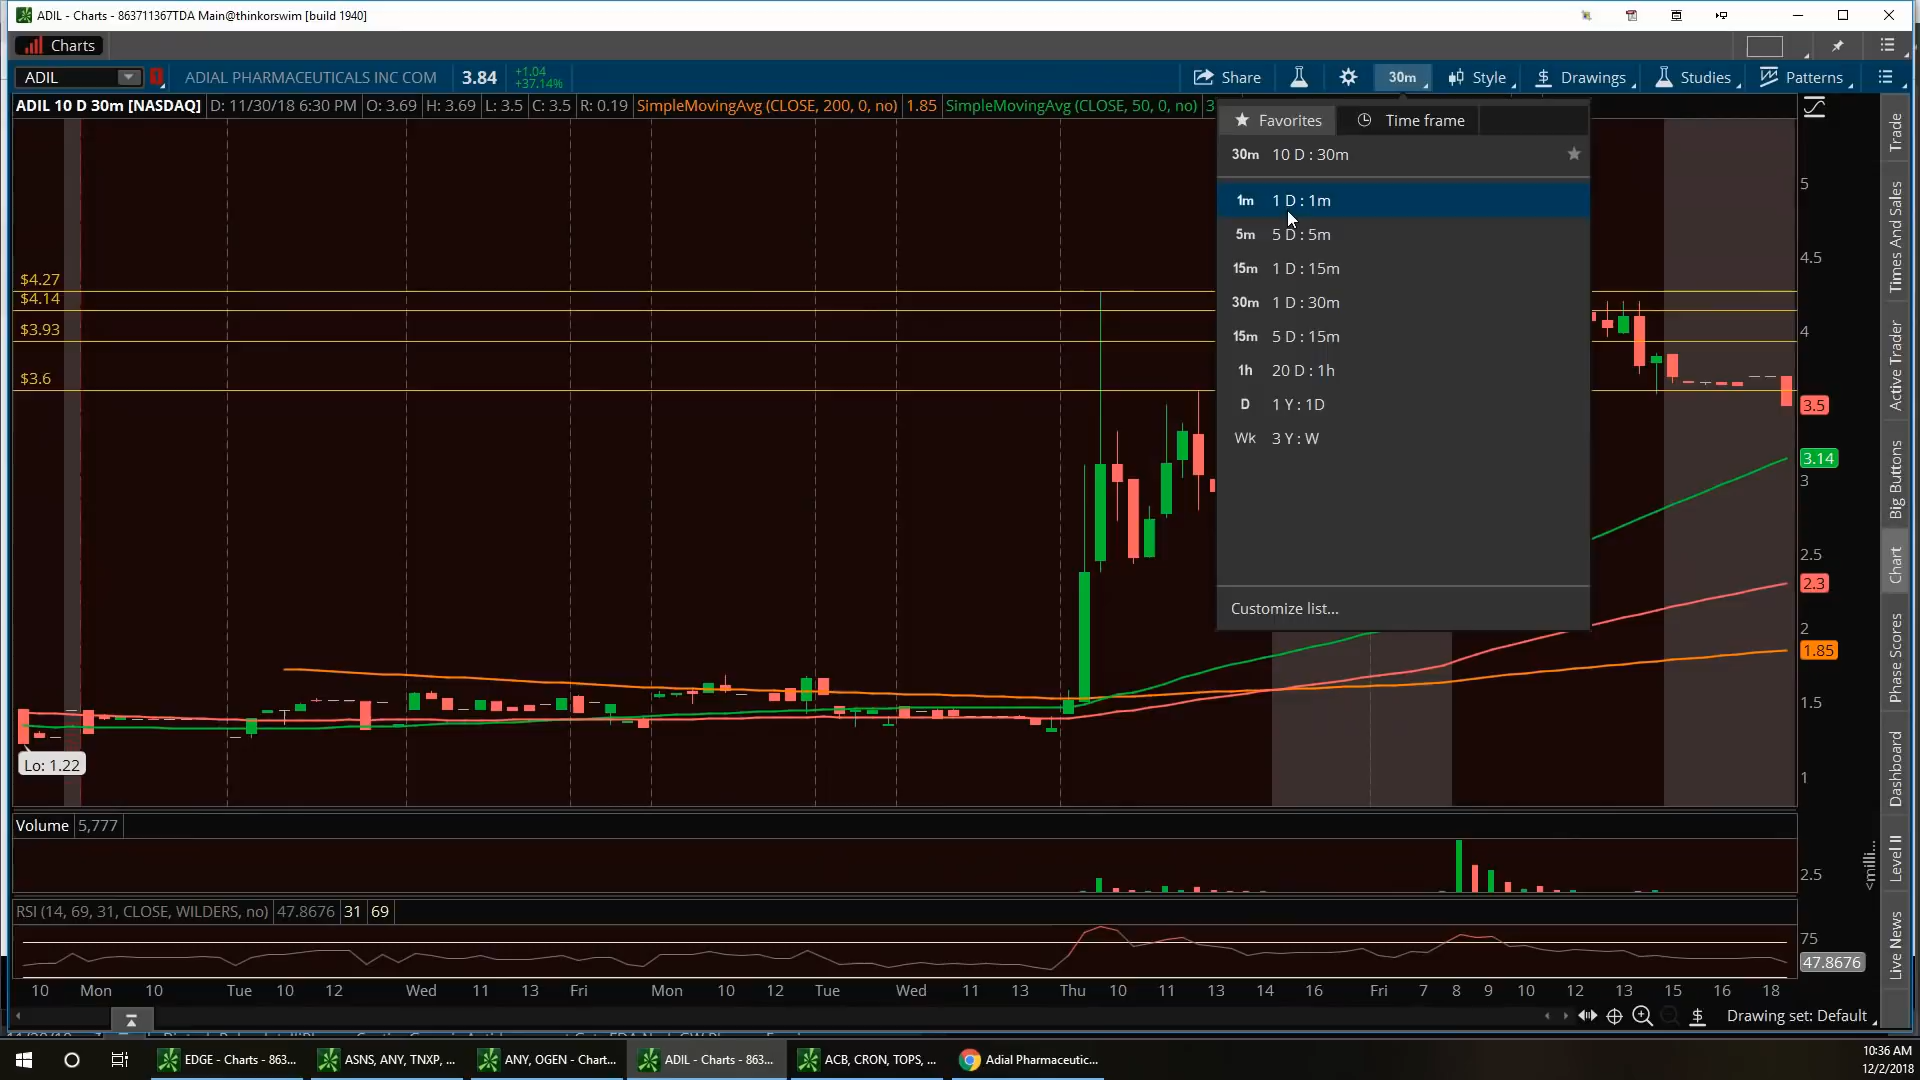 ADIL - Charts - 863711367TDA Main@thinkorswim [build 1940]
Charts
ADIL
ADIAL PHARMACEUTICALS INC COM
3.84
+1.04
+37.14%
Share
30m
Style
Drawings
Studies
Patterns
ADIL 10 D 30m [NASDAQ] D: 11/30/18 6:30 PM O: 3.69 H: 3.69 L: 3.5 C: 3.5 R: 0.19 SimpleMovingAvg (CLOSE, 200, 0, no) 1.85 SimpleMovingAvg (CLOSE, 50, 0, no) 3
Favorites
Time frame
30m 10 D : 30m
1m 1 D : 1m
5m 5 D : 5m
15m 1 D : 15m
30m 1 D : 30m
15m 5 D : 15m
1h 20 D : 1h
D 1 Y : 1D
Wk 3 Y : W
Customize list...
$4.27
$4.14
$3.93
$3.6
Lo: 1.22
5
4.5
4
3.5
3.14
3
2.5
2.3
2
1.85
1.5
1
Volume 5,777
2.5
<milli...
RSI (14, 69, 31, CLOSE, WILDERS, no) 47.8676 31 69
75
47.8676
10 Mon 10 Tue 10 12 Wed 11 13 Fri Mon 10 12 Tue Wed 11 13 Thu 10 11 13 14 16 Fri 7 8 9 10 12 13 15 16 18
Drawing set: Default
Trade
Times And Sales
Active Trader
Big Buttons
Chart
Phase Scores
Dashboard
Level II
Live News
EDGE - Charts - 863...
ASNS, ANY, TNXP, ...
ANY, OGEN - Chart...
ADIL - Charts - 863...
ACB, CRON, TOPS, ...
Adial Pharmaceutic...
10:36 AM
12/2/2018